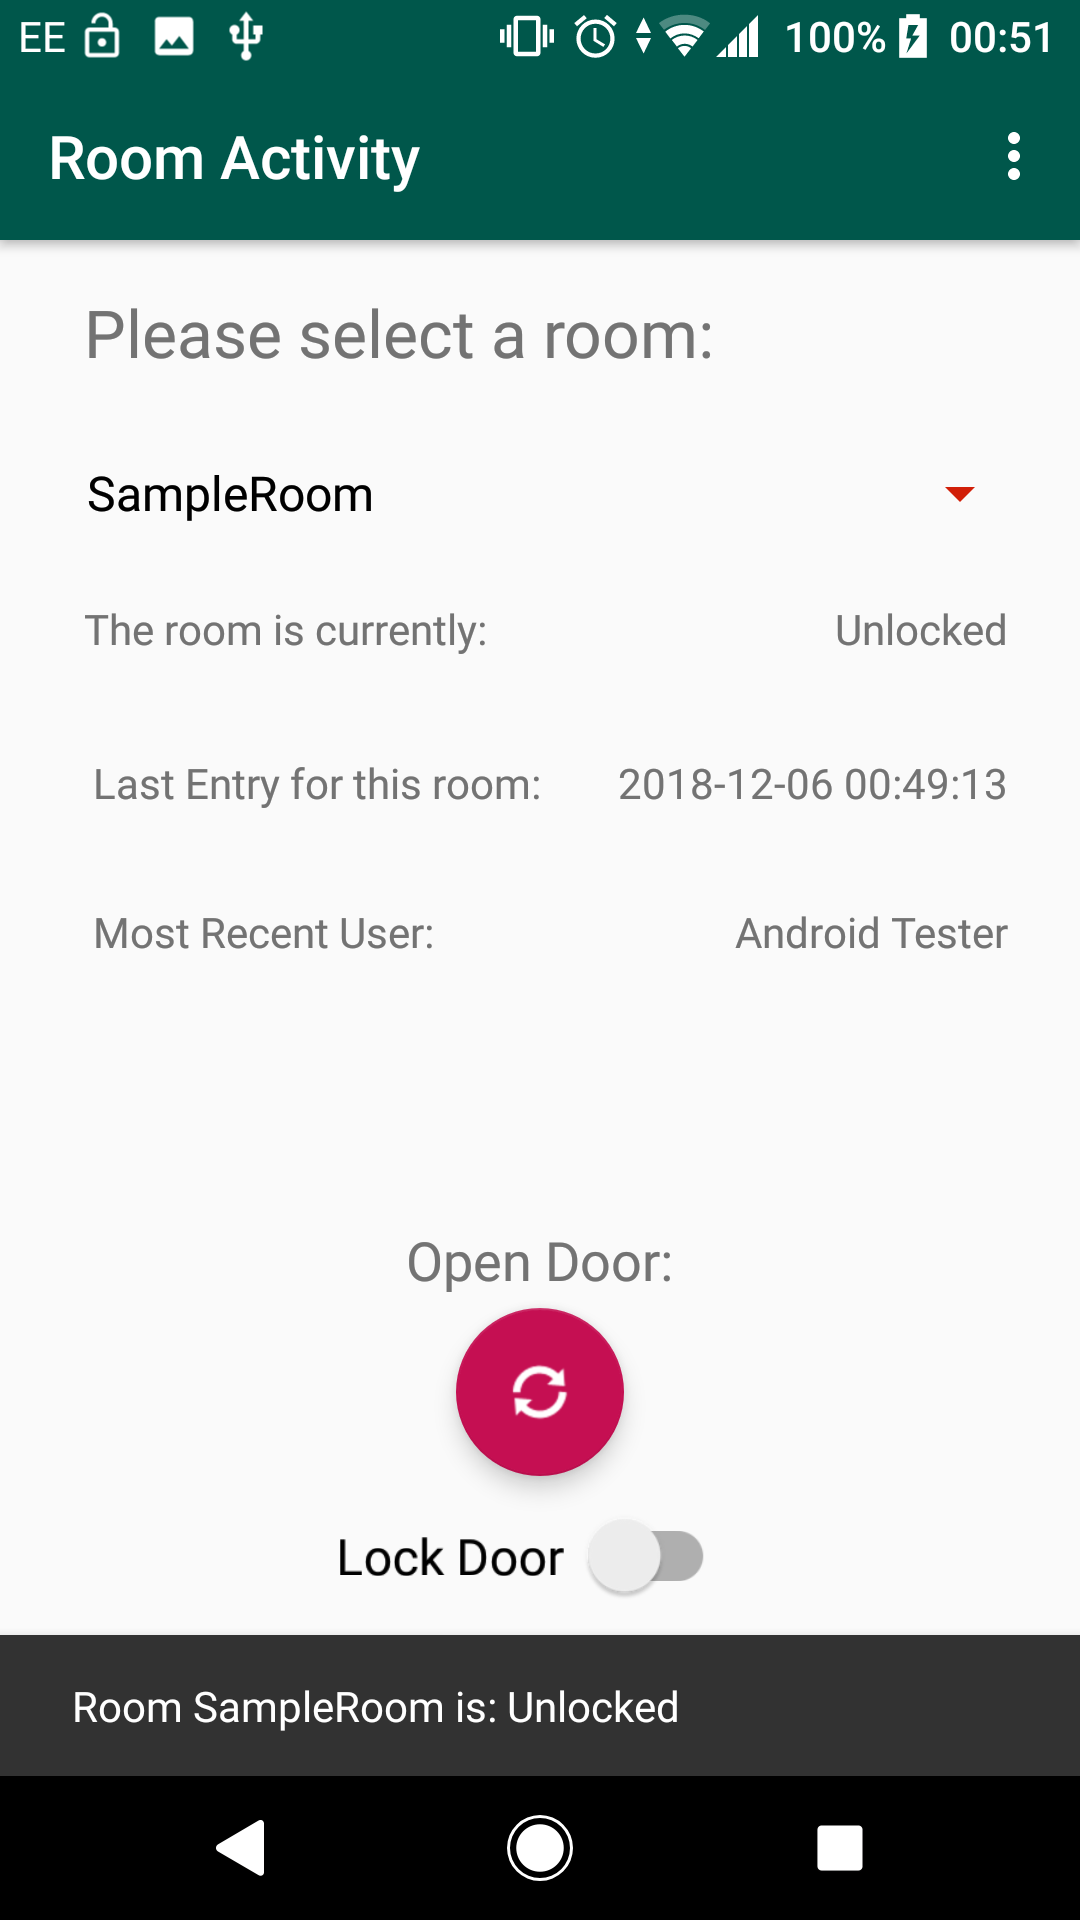 EE 100% 00:51
Room Activity
Please select a room:
SampleRoom
The room is currently: Unlocked
Last Entry for this room: 2018-12-06 00:49:13
Most Recent User: Android Tester
Open Door:
Lock Door
Room SampleRoom is: Unlocked